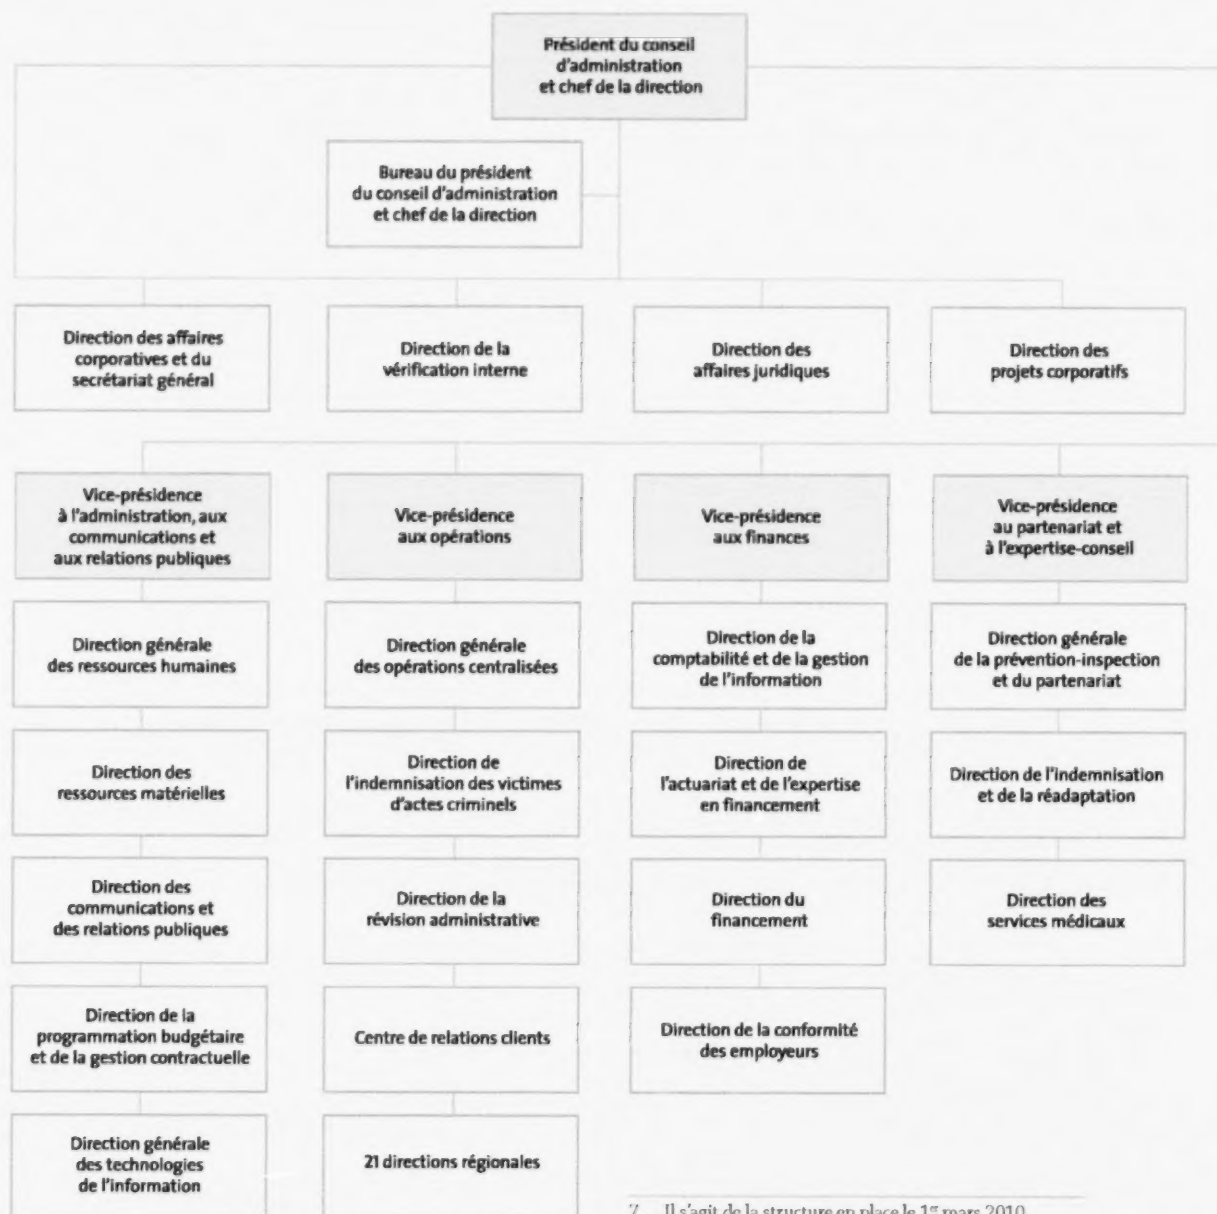 Président du conseil
d'administration
et chef de la direction
Bureau du président
du conseil d'administration
et chef de la direction
Direction des affaires
corporatives et du
secrétariat général
Direction de la
vérification interne
Direction des
affaires juridiques
Direction des
projets corporatifs
Vice-présidence
à l'administration, aux
communications et
aux relations publiques
Vice-présidence
aux opérations
Vice-présidence
aux finances
Vice-présidence
au partenariat et
à l'expertise-conseil
Direction générale
des ressources humaines
Direction générale
des opérations centralisées
Direction de la
comptabilité et de la gestion
de l'information
Direction générale
de la prévention-inspection
et du partenariat
Direction des
ressources matérielles
Direction de
l'indemnisation des victimes
d'actes criminels
Direction de
l'actuariat et de l'expertise
en financement
Direction de l'indemnisation
et de la réadaptation
Direction des
communications et
des relations publiques
Direction de la
révision administrative
Direction du
financement
Direction des
services médicaux
Direction de la
programmation budgétaire
et de la gestion contractuelle
Centre de relations clients
Direction de la conformité
des employeurs
Direction générale
des technologies
de l'information
21 directions régionales
7. Il s'agit de la structure en place le 1er mars 2010.